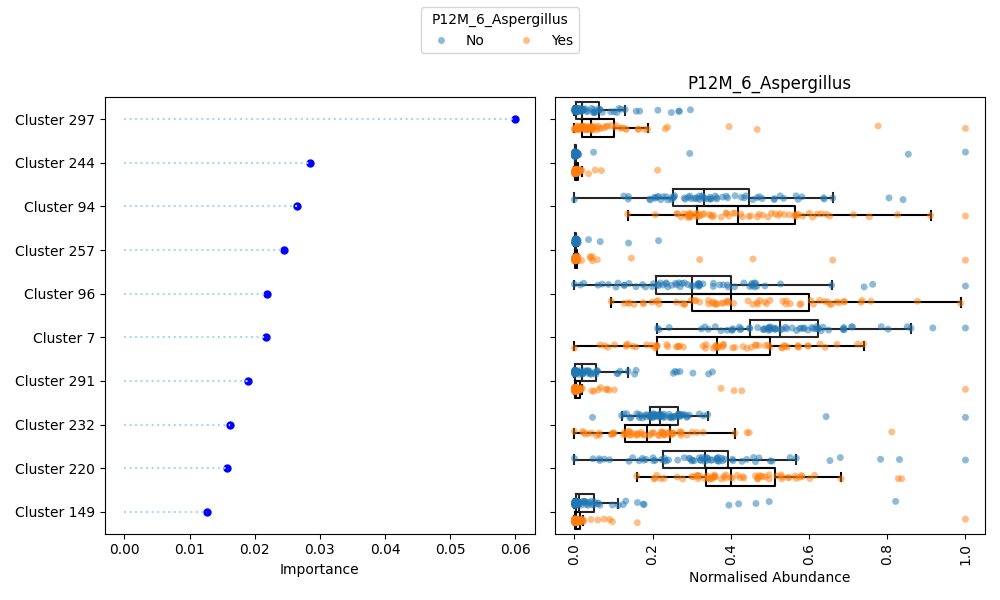 P12M_6_Aspergillus
No Yes
P12M_6_Aspergillus
Cluster 297
Cluster 244
Cluster 94
Cluster 257
Cluster 96
Cluster 7
Cluster 291
Cluster 232
Cluster 220
Cluster 149
0.00 0.01 0.02 0.03 0.04 0.05 0.06
Importance
0.0 0.2 0.4 0.6 0.8 1.0
Normalised Abundance